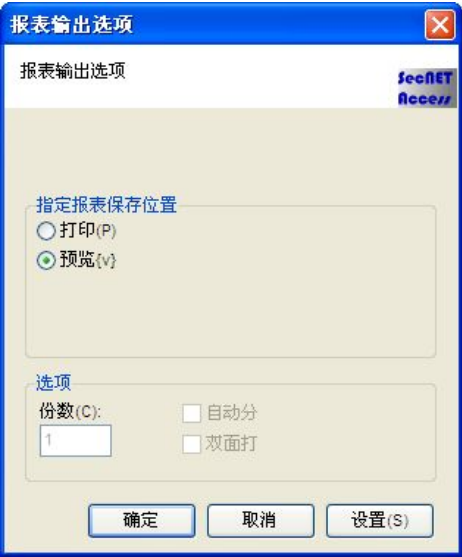 报表输出选项
报表输出选项
SecNET
Access
指定报表保存位置
打印(P)
预览{v}
选项
份数(C):
自动分
1
双面打
确定 取消 设置(S)